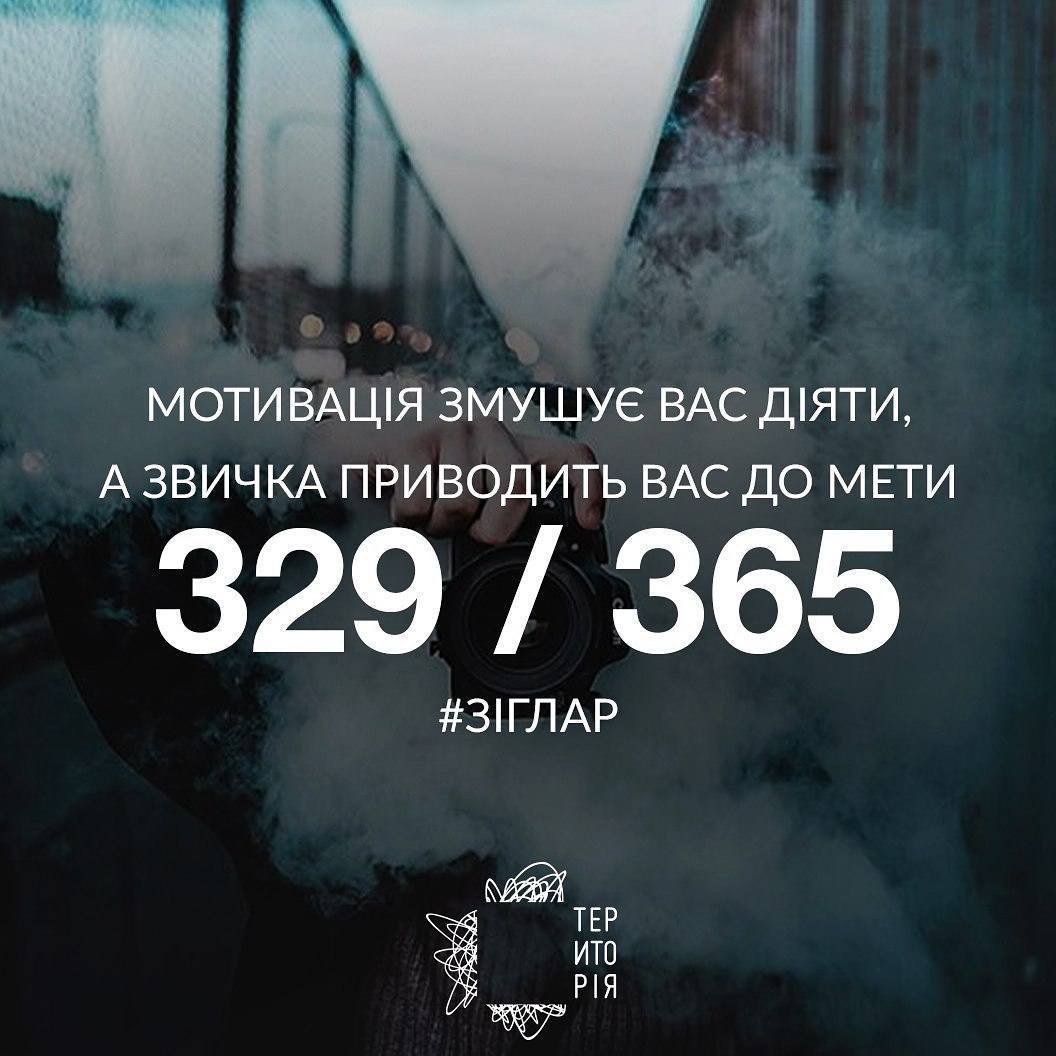 МОТИВАЦІЯ ЗМУШУЄ ВАС ДІЯТИ,
А ЗВИЧКА ПРИВОДИТЬ ВАС ДО МЕТИ
329 / 365
#ЗІГЛАР
ТЕР
ИТО
РІЯ